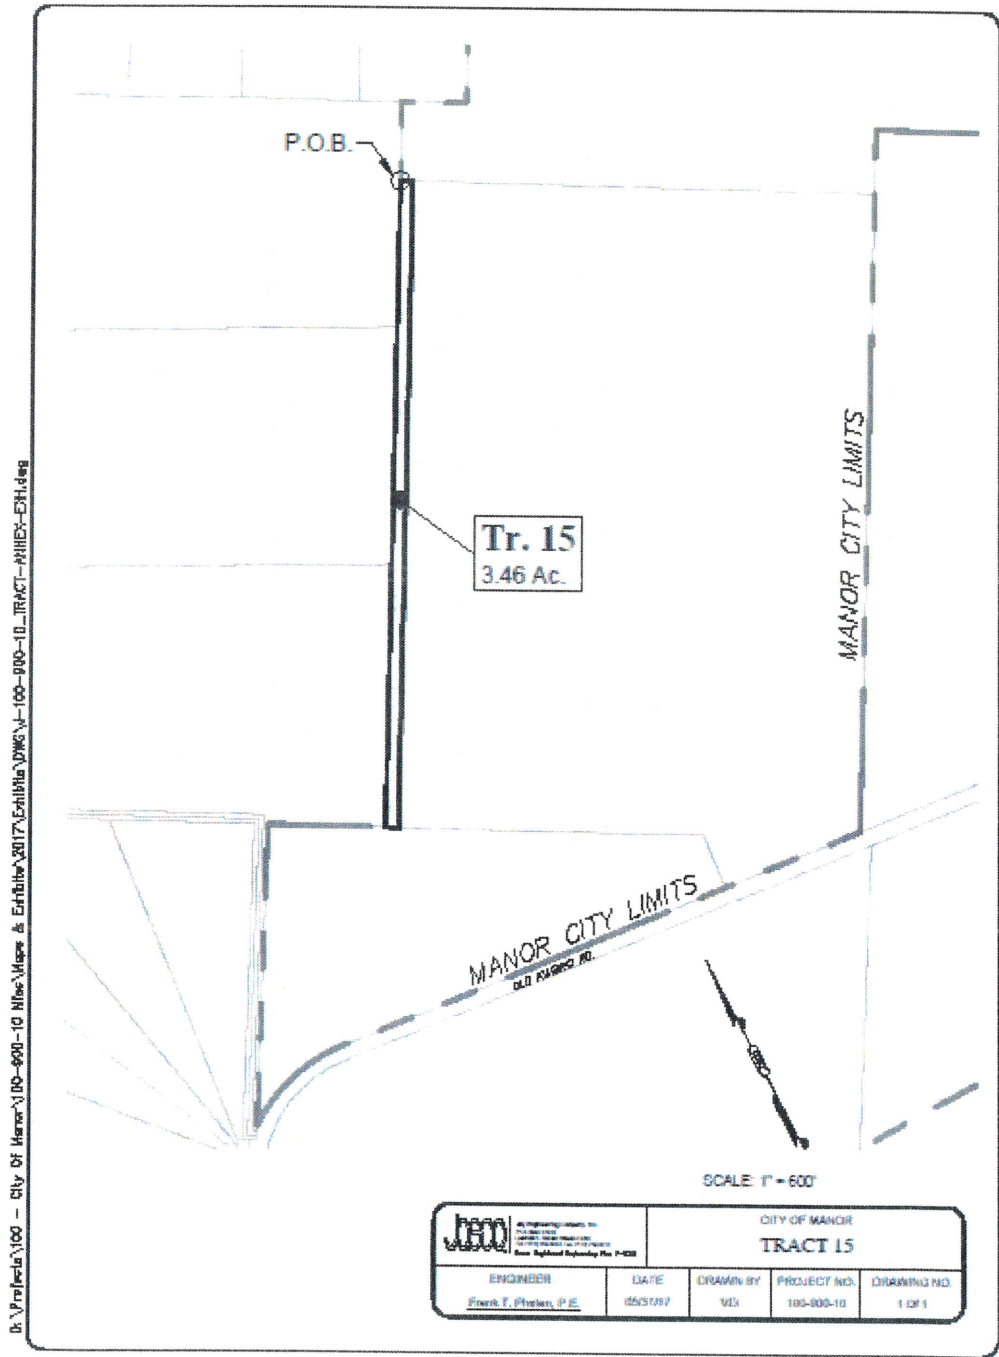 P.O.B.
Tr. 15
3.46 Ac.
MANOR CITY LIMITS
MANOR CITY LIMITS
SCALE: 1" = 600'
CITY OF MANOR
TRACT 15
ENGINEER
DATE
DRAWN BY
PROJECT NO.
DRAWING NO.
Frank T. Phelan, P.E.
100-900-10
1 OF 1